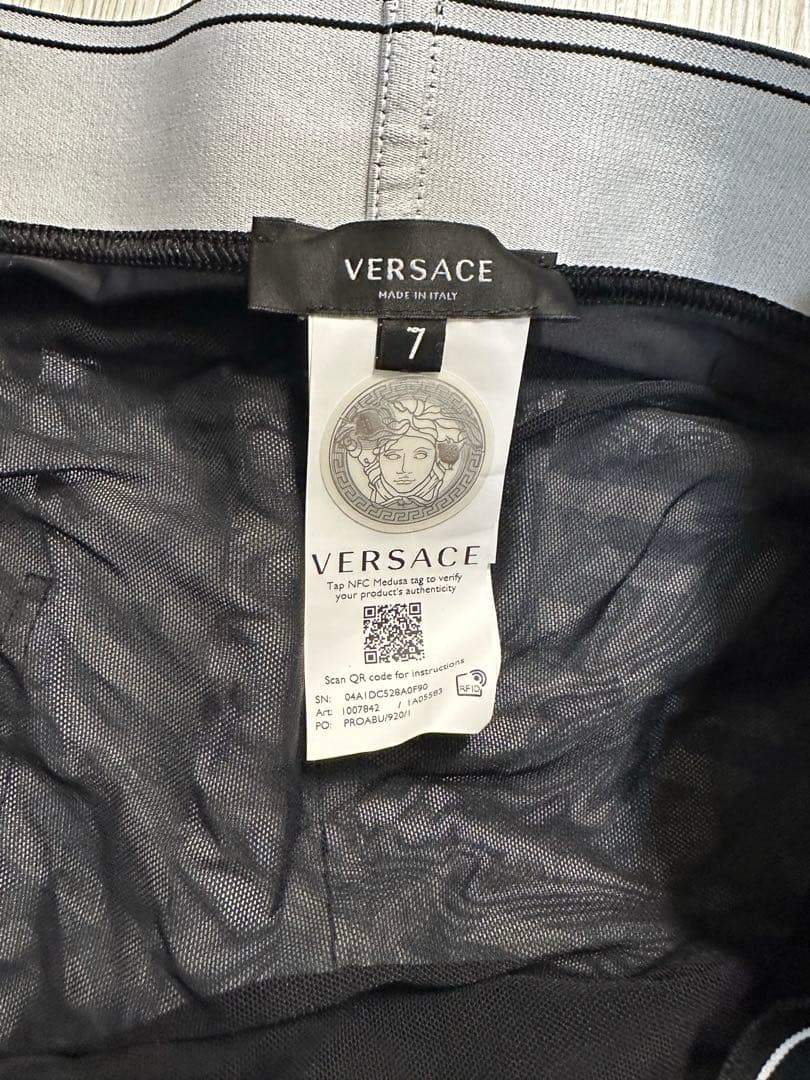 VERSACE
MADE IN ITALY
7
VERSACE
Tap NFC Medusa tag to verify
your product's authenticity
Scan QR code for instructions
SN: 04A1DC528A0F90
Art: 1007842 / 1A05583
PO: PROABU/920/1
RFID